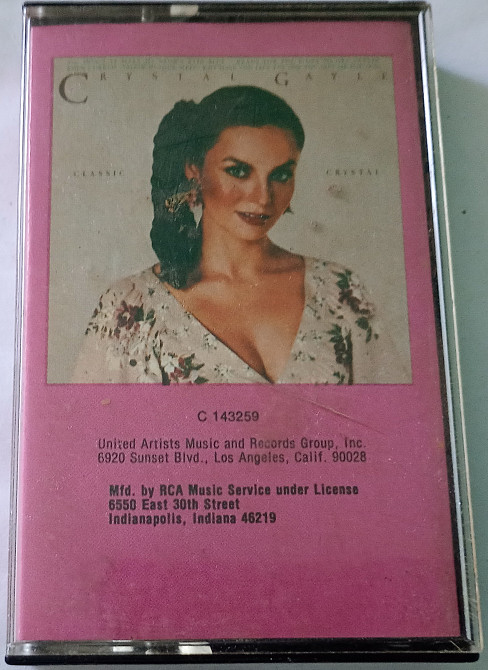 CRYSTAL GAYLE
CLASSIC CRYSTAL
C 143259
United Artists Music and Records Group, Inc.
6920 Sunset Blvd., Los Angeles, Calif. 90028
Mfd. by RCA Music Service under License
6550 East 30th Street
Indianapolis, Indiana 46219